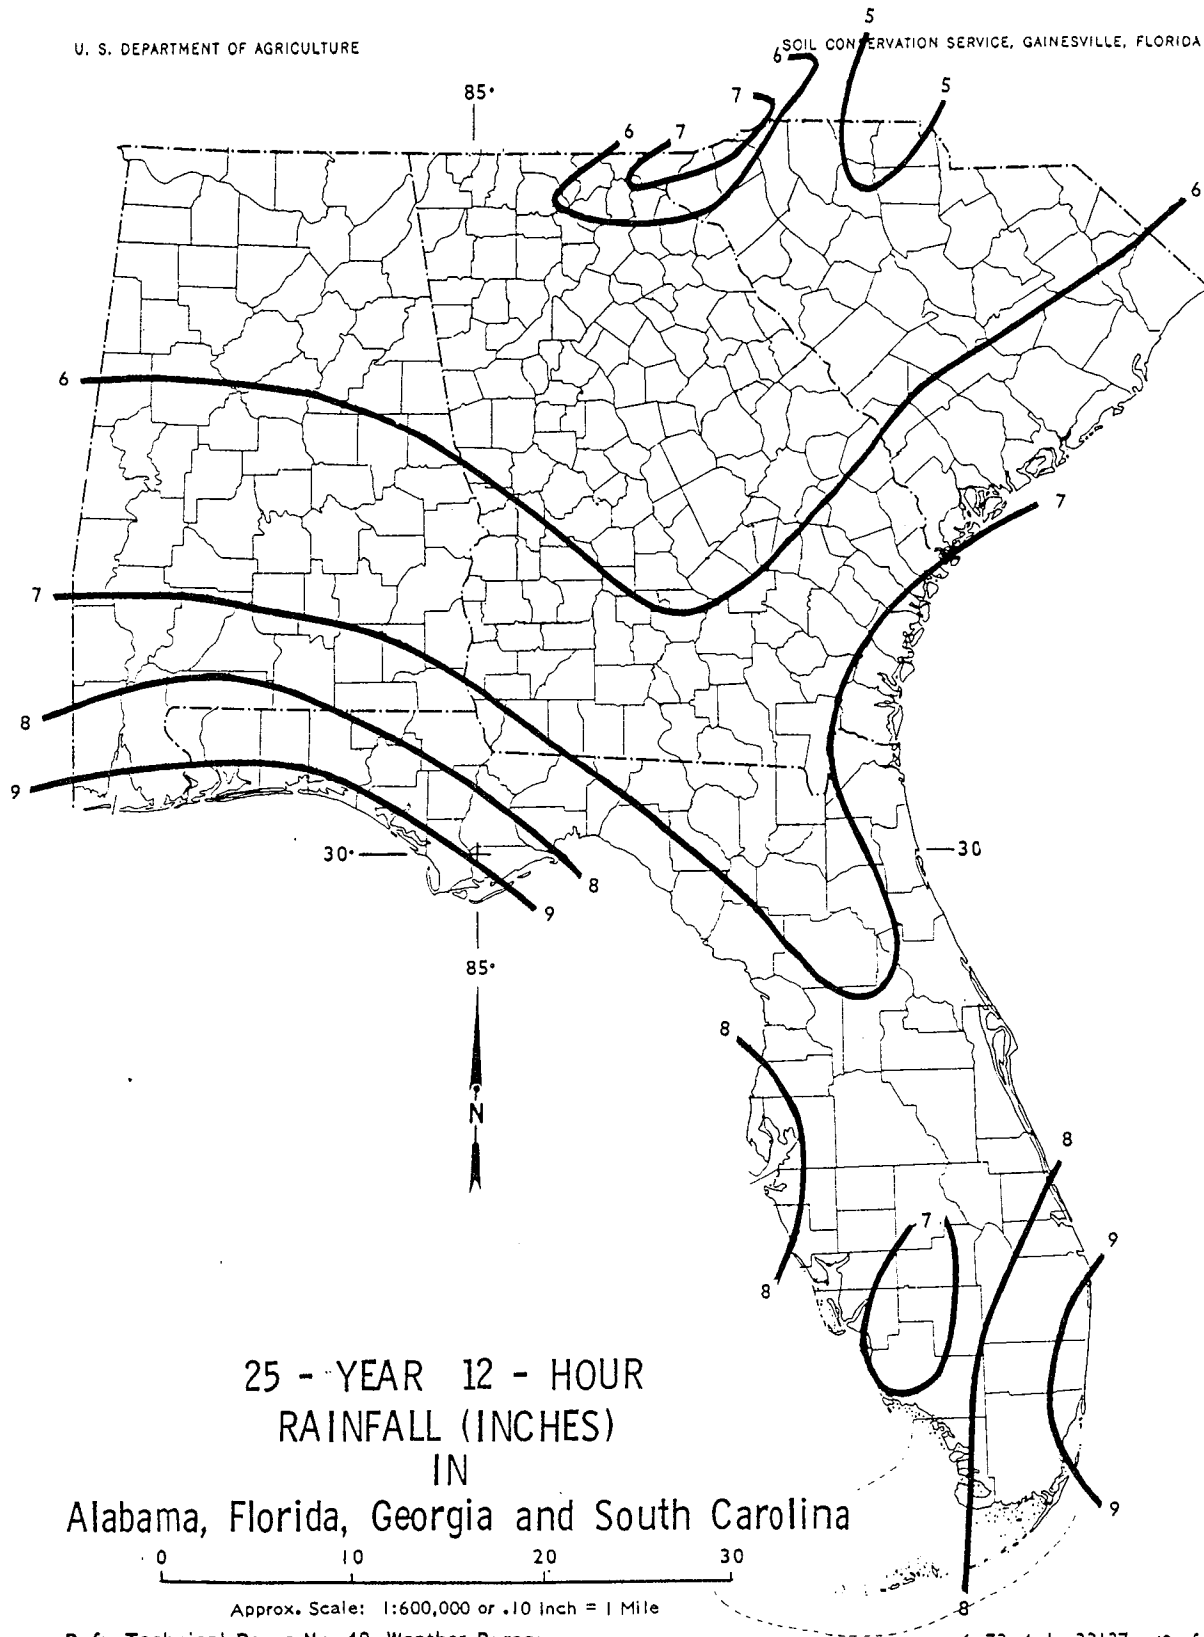 U. S. DEPARTMENT OF AGRICULTURE
SOIL CONSERVATION SERVICE, GAINESVILLE, FLORIDA
5
6
5
7
85°
6
7
6
6
7
7
8
9
30°
30
8
9
85°
8
N
8
7
9
8
25 - YEAR 12 - HOUR
RAINFALL (INCHES)
IN
Alabama, Florida, Georgia and South Carolina
9
0 10 20 30
Approx. Scale: 1:600,000 or .10 Inch = 1 Mile
8